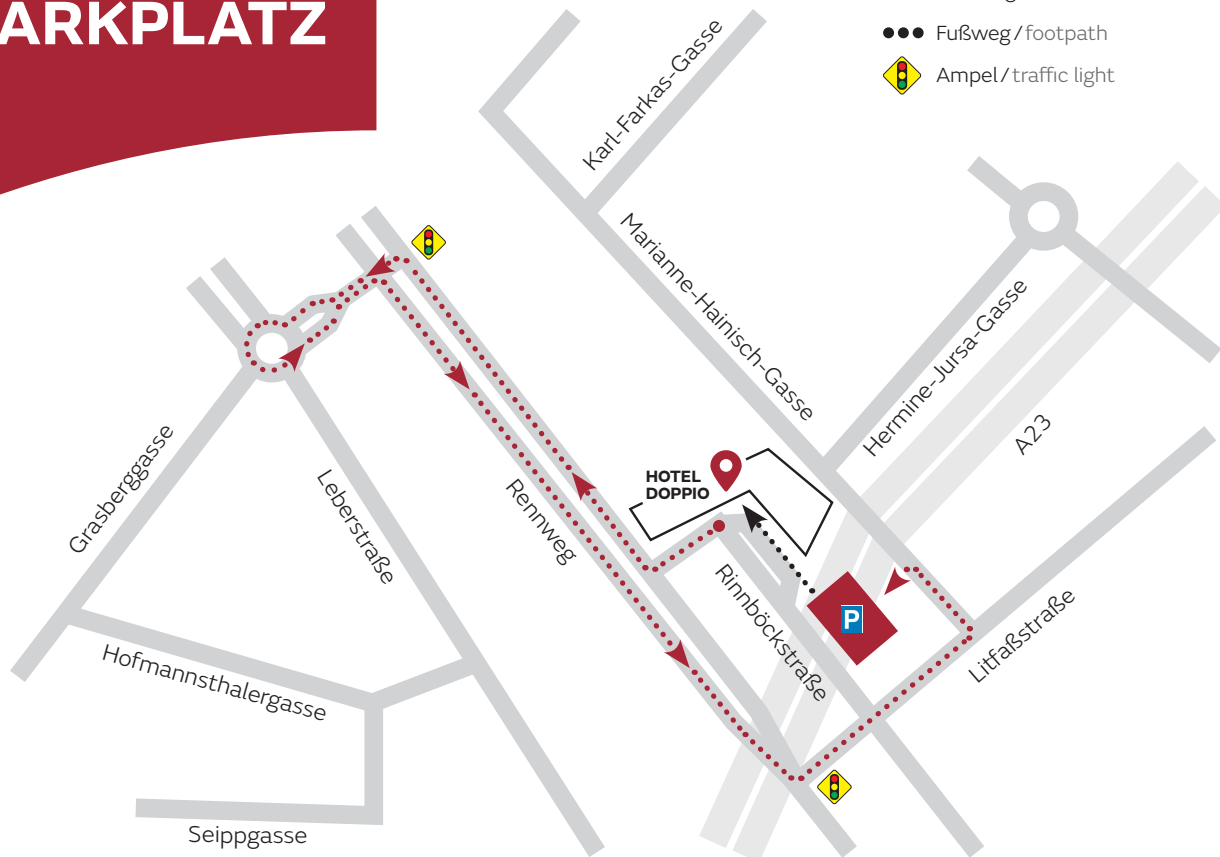 ARKPLATZ
Fußweg / footpath
Ampel / traffic light
Karl-Farkas-Gasse
Marianne-Hainisch-Gasse
Hermine-Jursa-Gasse
A23
HOTEL
DOPPIO
Grasberggasse
Leberstraße
Rennweg
Rinnböckstraße
P
Litfaßstraße
Hofmannsthalergasse
Seippgasse